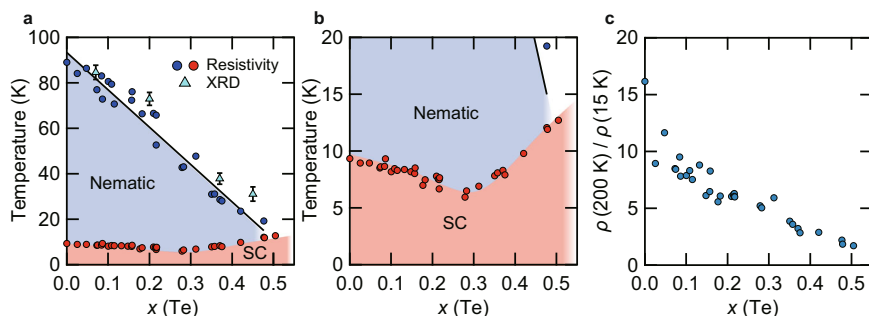 a
100
80
60
40
20
0
Temperature (K)
Resistivity
XRD
Nematic
SC
0.0 0.1 0.2 0.3 0.4 0.5
x (Te)
b
20
15
10
5
0
Temperature (K)
Nematic
SC
0.0 0.1 0.2 0.3 0.4 0.5
x (Te)
c
20
15
10
5
0
ρ (200 K) / ρ (15 K)
0.0 0.1 0.2 0.3 0.4 0.5
x (Te)